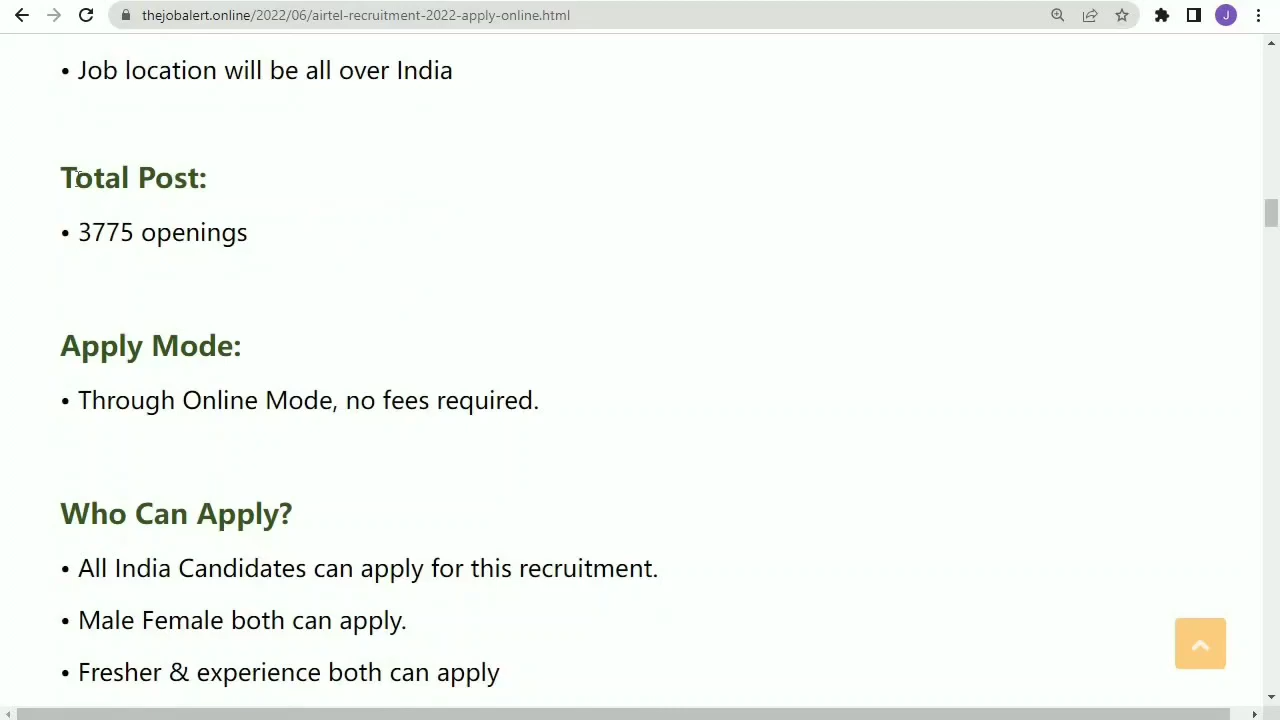 thejobalert.online/2022/06/airtel-recruitment-2022-apply-online.html
J
• Job location will be all over India
Total Post:
• 3775 openings
Apply Mode:
• Through Online Mode, no fees required.
Who Can Apply?
• All India Candidates can apply for this recruitment.
• Male Female both can apply.
• Fresher & experience both can apply